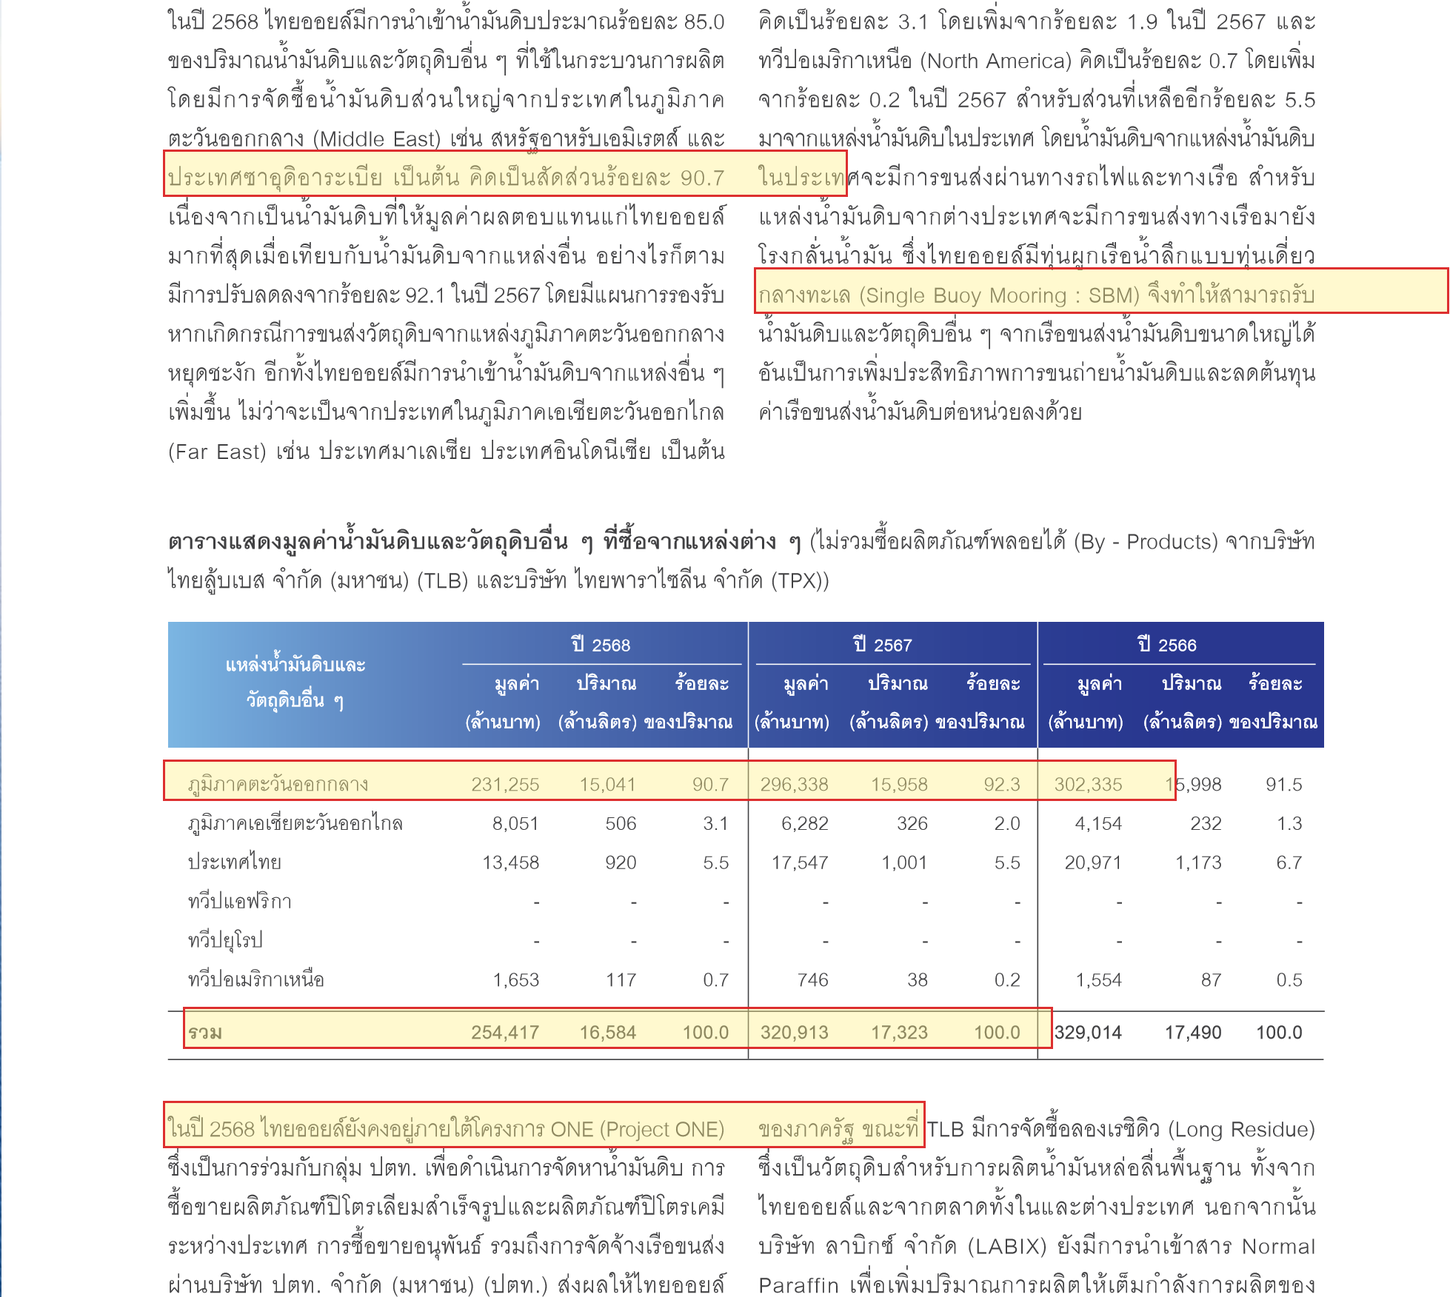 ในปี 2568 ไทยออยล์มีการนำเข้าน้ำมันดิบประมาณร้อยละ 85.0
ของปริมาณน้ำมันดิบและวัตถุดิบอื่น ๆ ที่ใช้ในกระบวนการผลิต
โดยมีการจัดซื้อน้ำมันดิบส่วนใหญ่จากประเทศในภูมิภาค
ตะวันออกกลาง (Middle East) เช่น สหรัฐอาหรับเอมิเรตส์ และ
ประเทศซาอุดิอาระเบีย เป็นต้น คิดเป็นสัดส่วนร้อยละ 90.7
เนื่องจากเป็นน้ำมันดิบที่ให้มูลค่าผลตอบแทนแก่ไทยออยล์
มากที่สุดเมื่อเทียบกับน้ำมันดิบจากแหล่งอื่น อย่างไรก็ตาม
มีการปรับลดลงจากร้อยละ 92.1 ในปี 2567 โดยมีแผนการรองรับ
หากเกิดกรณีการขนส่งวัตถุดิบจากแหล่งภูมิภาคตะวันออกกลาง
หยุดชะงัก อีกทั้งไทยออยล์มีการนำเข้าน้ำมันดิบจากแหล่งอื่น ๆ
เพิ่มขึ้น ไม่ว่าจะเป็นจากประเทศในภูมิภาคเอเชียตะวันออกไกล
(Far East) เช่น ประเทศมาเลเซีย ประเทศอินโดนีเซีย เป็นต้น
คิดเป็นร้อยละ 3.1 โดยเพิ่มจากร้อยละ 1.9 ในปี 2567 และ
ทวีปอเมริกาเหนือ (North America) คิดเป็นร้อยละ 0.7 โดยเพิ่ม
จากร้อยละ 0.2 ในปี 2567 สำหรับส่วนที่เหลืออีกร้อยละ 5.5
มาจากแหล่งน้ำมันดิบในประเทศ โดยน้ำมันดิบจากแหล่งน้ำมันดิบ
ในประเทศจะมีการขนส่งผ่านทางรถไฟและทางเรือ สำหรับ
แหล่งน้ำมันดิบจากต่างประเทศจะมีการขนส่งทางเรือมายัง
โรงกลั่นน้ำมัน ซึ่งไทยออยล์มีทุ่นผูกเรือน้ำลึกแบบทุ่นเดี่ยว
กลางทะเล (Single Buoy Mooring : SBM) จึงทำให้สามารถรับ
น้ำมันดิบและวัตถุดิบอื่น ๆ จากเรือขนส่งน้ำมันดิบขนาดใหญ่ได้
อันเป็นการเพิ่มประสิทธิภาพการขนถ่ายน้ำมันดิบและลดต้นทุน
ค่าเรือขนส่งน้ำมันดิบต่อหน่วยลงด้วย
ตารางแสดงมูลค่าน้ำมันดิบและวัตถุดิบอื่น ๆ ที่ซื้อจากแหล่งต่าง ๆ (ไม่รวมซื้อผลิตภัณฑ์พลอยได้ (By - Products) จากบริษัท
ไทยลู้บเบส จำกัด (มหาชน) (TLB) และบริษัท ไทยพาราไซลีน จำกัด (TPX))
แหล่งน้ำมันดิบและ ปี 2568 ปี 2567 ปี 2566
วัตถุดิบอื่น ๆ มูลค่า ปริมาณ ร้อยละ มูลค่า ปริมาณ ร้อยละ มูลค่า ปริมาณ ร้อยละ
(ล้านบาท) (ล้านลิตร) ของปริมาณ (ล้านบาท) (ล้านลิตร) ของปริมาณ (ล้านบาท) (ล้านลิตร) ของปริมาณ
ภูมิภาคตะวันออกกลาง 231,255 15,041 90.7 296,338 15,958 92.3 302,335 15,998 91.5
ภูมิภาคเอเชียตะวันออกไกล 8,051 506 3.1 6,282 326 2.0 4,154 232 1.3
ประเทศไทย 13,458 920 5.5 17,547 1,001 5.5 20,971 1,173 6.7
ทวีปแอฟริกา - - - - - - - - -
ทวีปยุโรป - - - - - - - - -
ทวีปอเมริกาเหนือ 1,653 117 0.7 746 38 0.2 1,554 87 0.5
รวม 254,417 16,584 100.0 320,913 17,323 100.0 329,014 17,490 100.0
ในปี 2568 ไทยออยล์ยังคงอยู่ภายใต้โครงการ ONE (Project ONE)
ซึ่งเป็นการร่วมกับกลุ่ม ปตท. เพื่อดำเนินการจัดหาน้ำมันดิบ การ
ซื้อขายผลิตภัณฑ์ปิโตรเลียมสำเร็จรูปและผลิตภัณฑ์ปิโตรเคมี
ระหว่างประเทศ การซื้อขายอนุพันธ์ รวมถึงการจัดจ้างเรือขนส่ง
ผ่านบริษัท ปตท. จำกัด (มหาชน) (ปตท.) ส่งผลให้ไทยออยล์
ของภาครัฐ ขณะที่ TLB มีการจัดซื้อลองเรซิดิว (Long Residue)
ซึ่งเป็นวัตถุดิบสำหรับการผลิตน้ำมันหล่อลื่นพื้นฐาน ทั้งจาก
ไทยออยล์และจากตลาดทั้งในและต่างประเทศ นอกจากนั้น
บริษัท ลาบิกซ์ จำกัด (LABIX) ยังมีการนำเข้าสาร Normal
Paraffin เพื่อเพิ่มปริมาณการผลิตให้เต็มกำลังการผลิตของ